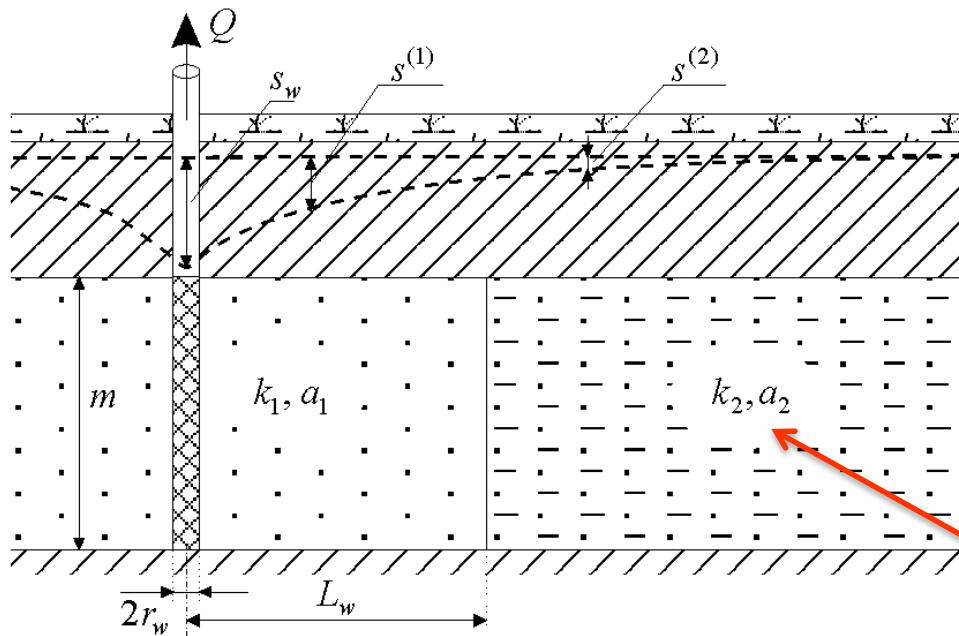 Q
s_w
s^{(1)}
s^{(2)}
m
k_1, a_1
k_2, a_2
2r_w
L_w